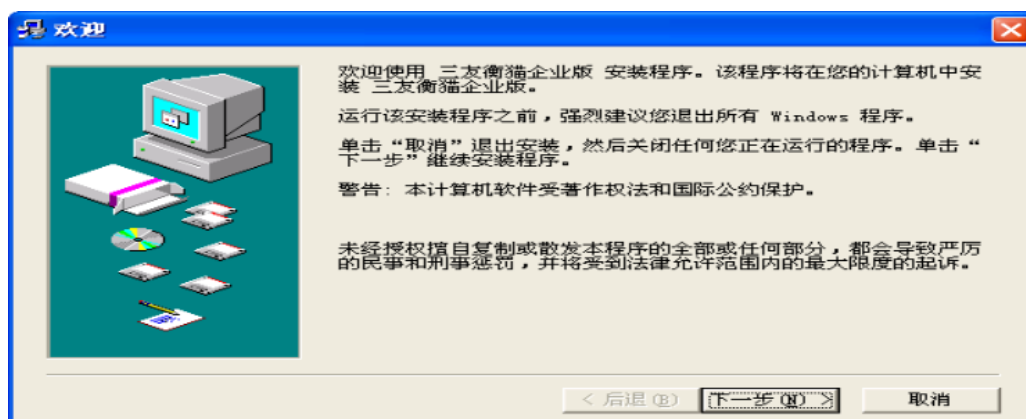 欢迎
欢迎使用 三友衡猫企业版 安装程序。该程序将在您的计算机中安
装 三友衡猫企业版。
运行该安装程序之前，强烈建议您退出所有 Windows 程序。
单击“取消”退出安装，然后关闭任何您正在运行的程序。单击“
下一步”继续安装程序。
警告: 本计算机软件受著作权法和国际公约保护。
未经授权擅自复制或散发本程序的全部或任何部分，都会导致严厉
的民事和刑事惩罚，并将受到法律允许范围内的最大限度的起诉。
< 后退(B) 下一步(N) > 取消